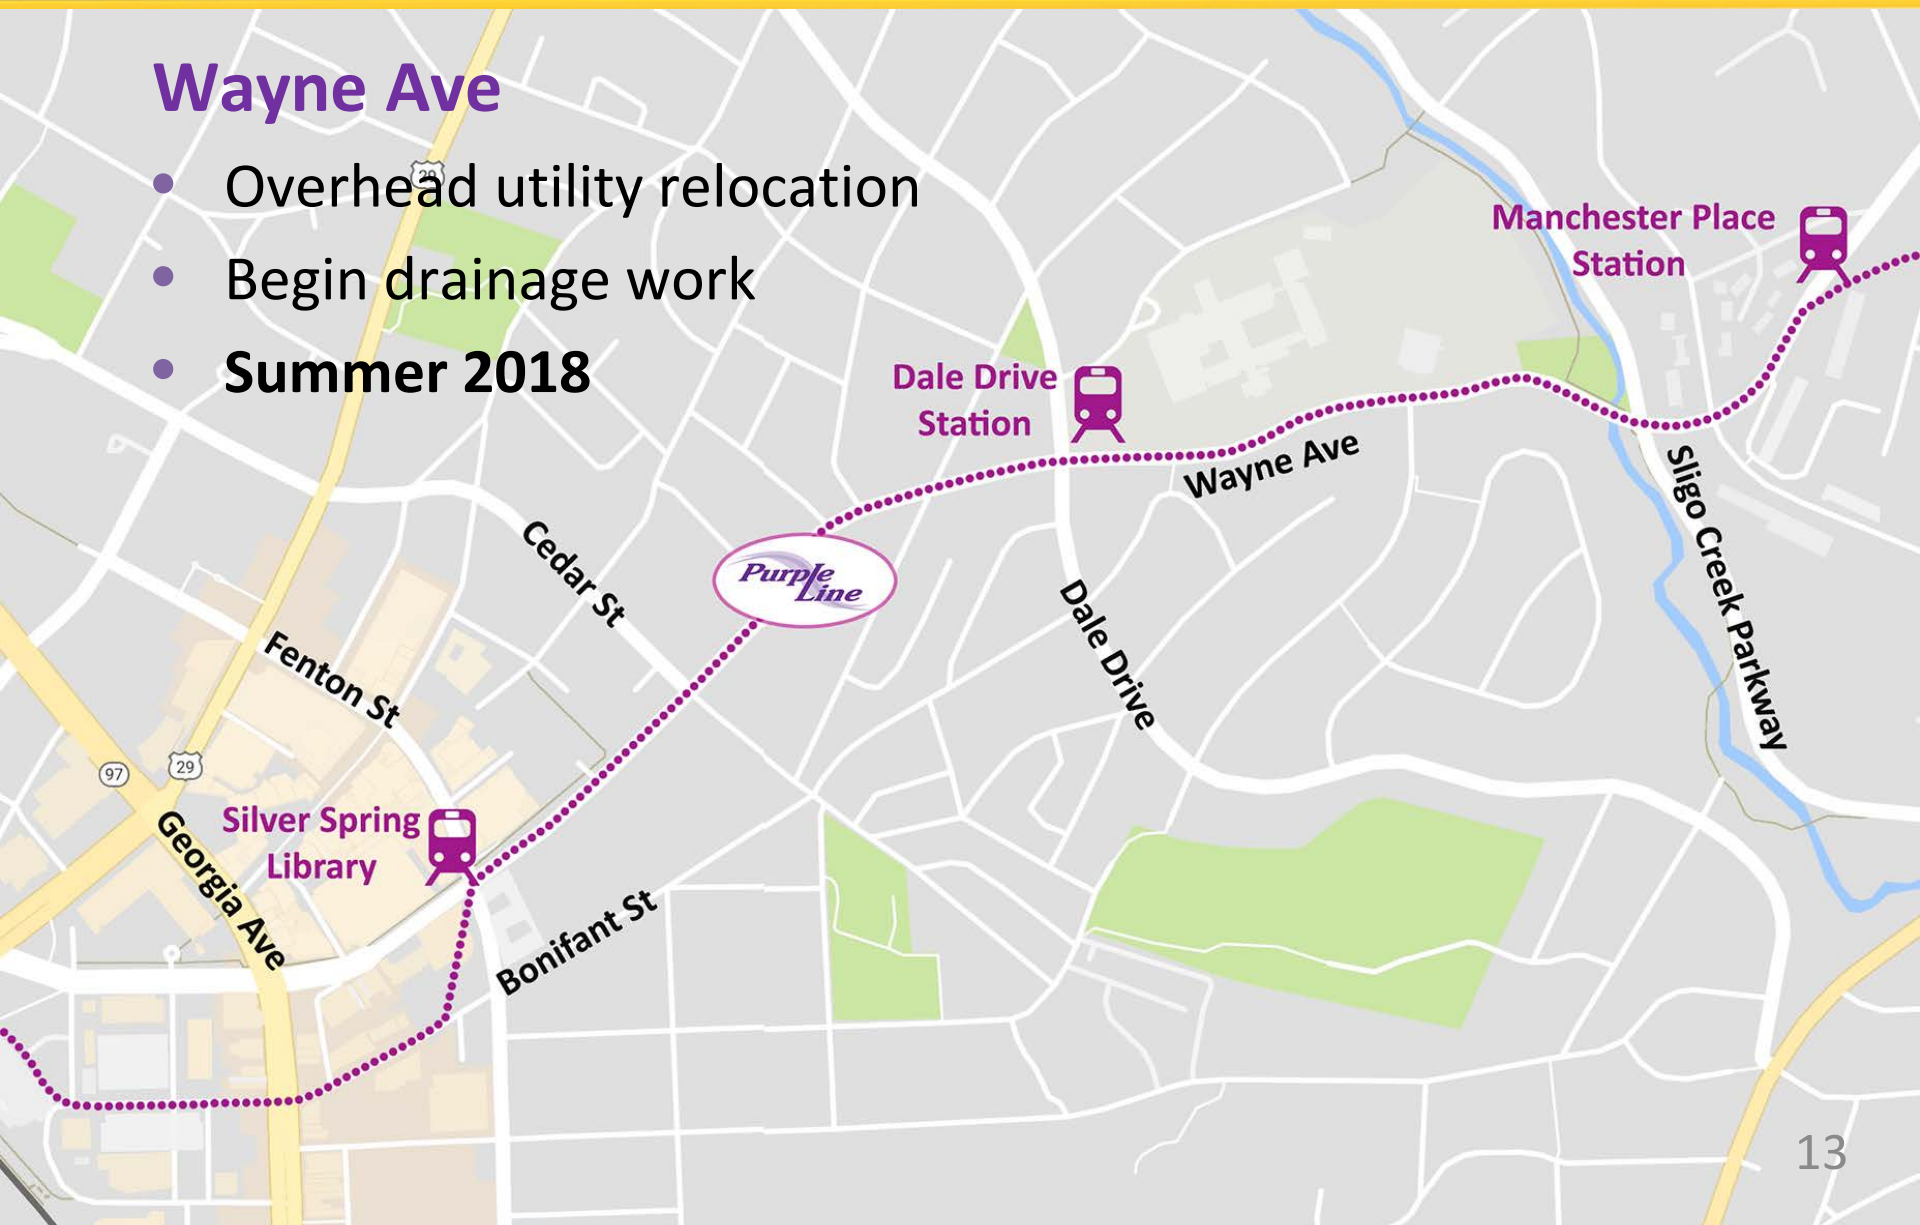 Wayne Ave
• Overhead utility relocation
• Begin drainage work
• Summer 2018
29
Manchester Place
Station
Dale Drive
Station
Wayne Ave
Sligo Creek Parkway
Cedar St
Purple
Line
Dale Drive
Fenton St
97
29
Silver Spring
Library
Georgia Ave
Bonifant St
13